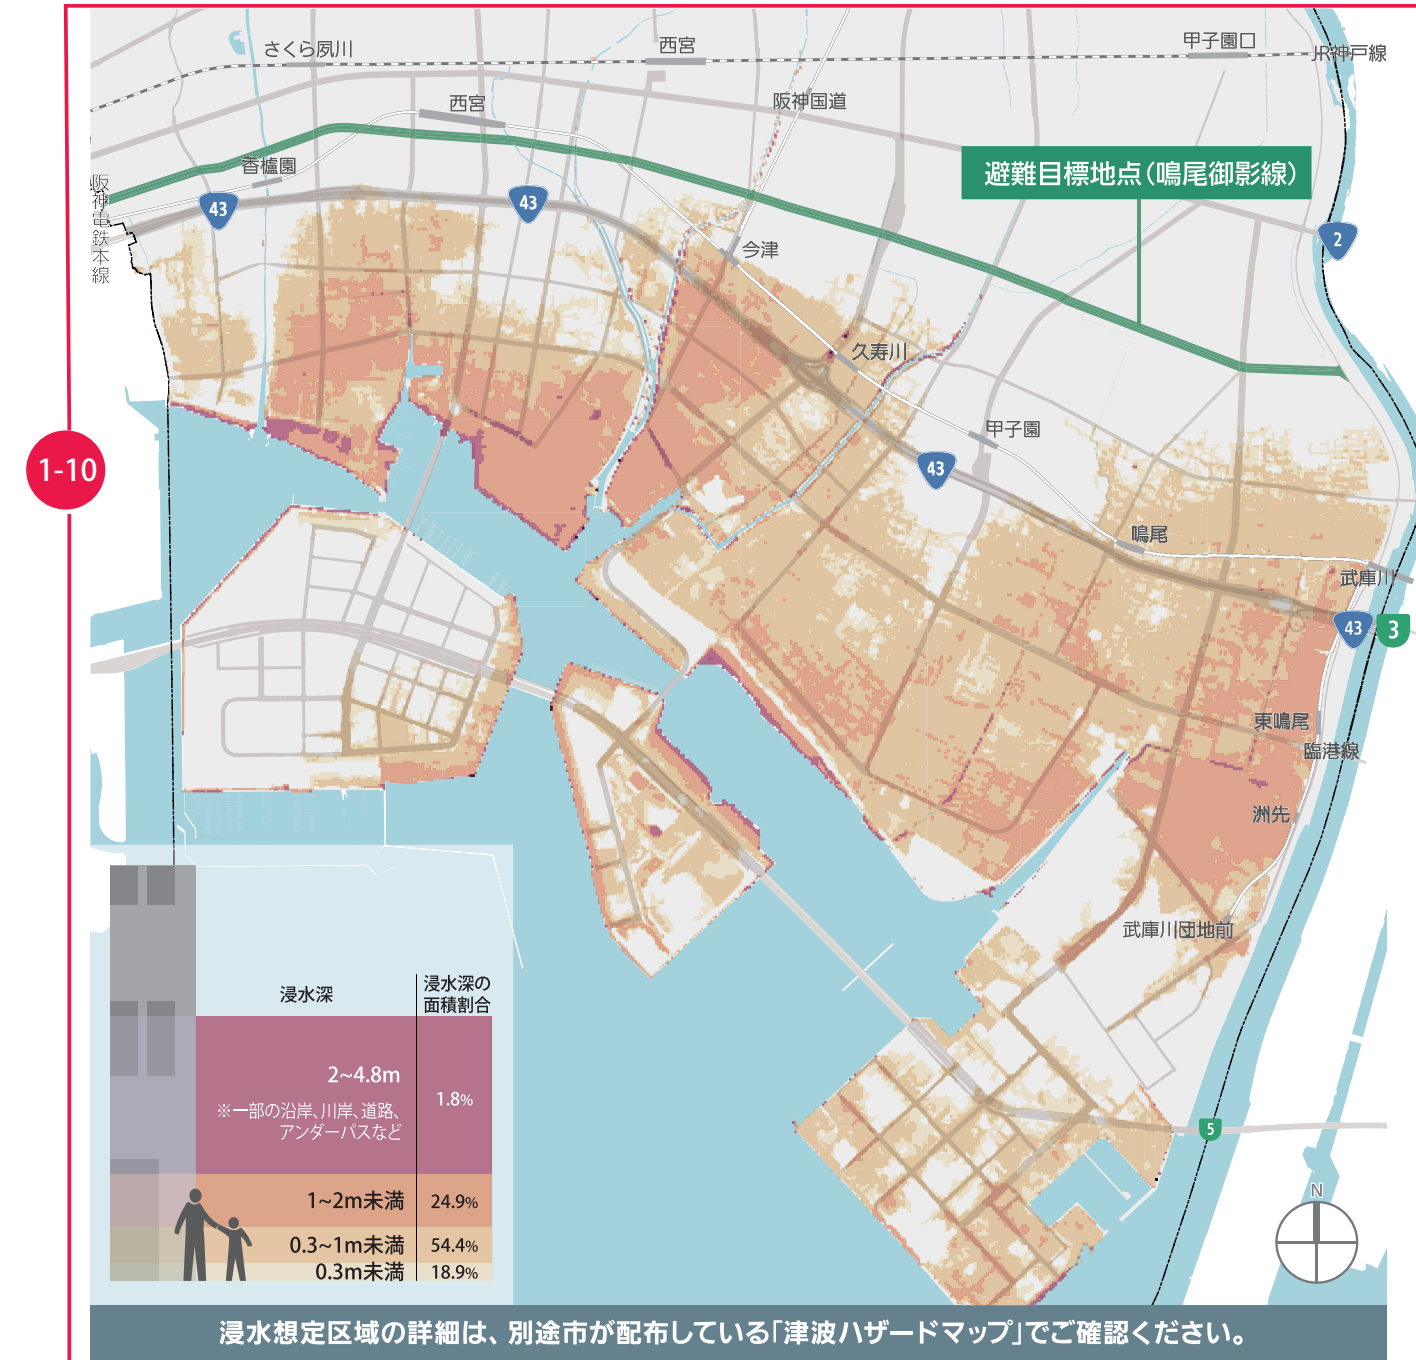 さくら夙川
西宮
甲子園口
JR神戸線
西宮
阪神国道
香櫨園
避難目標地点(鳴尾御影線)
阪神電鉄本線
43
43
2
今津
久寿川
甲子園
1-10
43
鳴尾
武庫川
43
3
東鳴尾
臨港線
洲先
武庫川団地前
浸水深
浸水深の
面積割合
2~4.8m
1.8%
※一部の沿岸、川岸、道路、
アンダーパスなど
5
1~2m未満
24.9%
N
0.3~1m未満
54.4%
0.3m未満
18.9%
浸水想定区域の詳細は、別途市が配布している「津波ハザードマップ」でご確認ください。